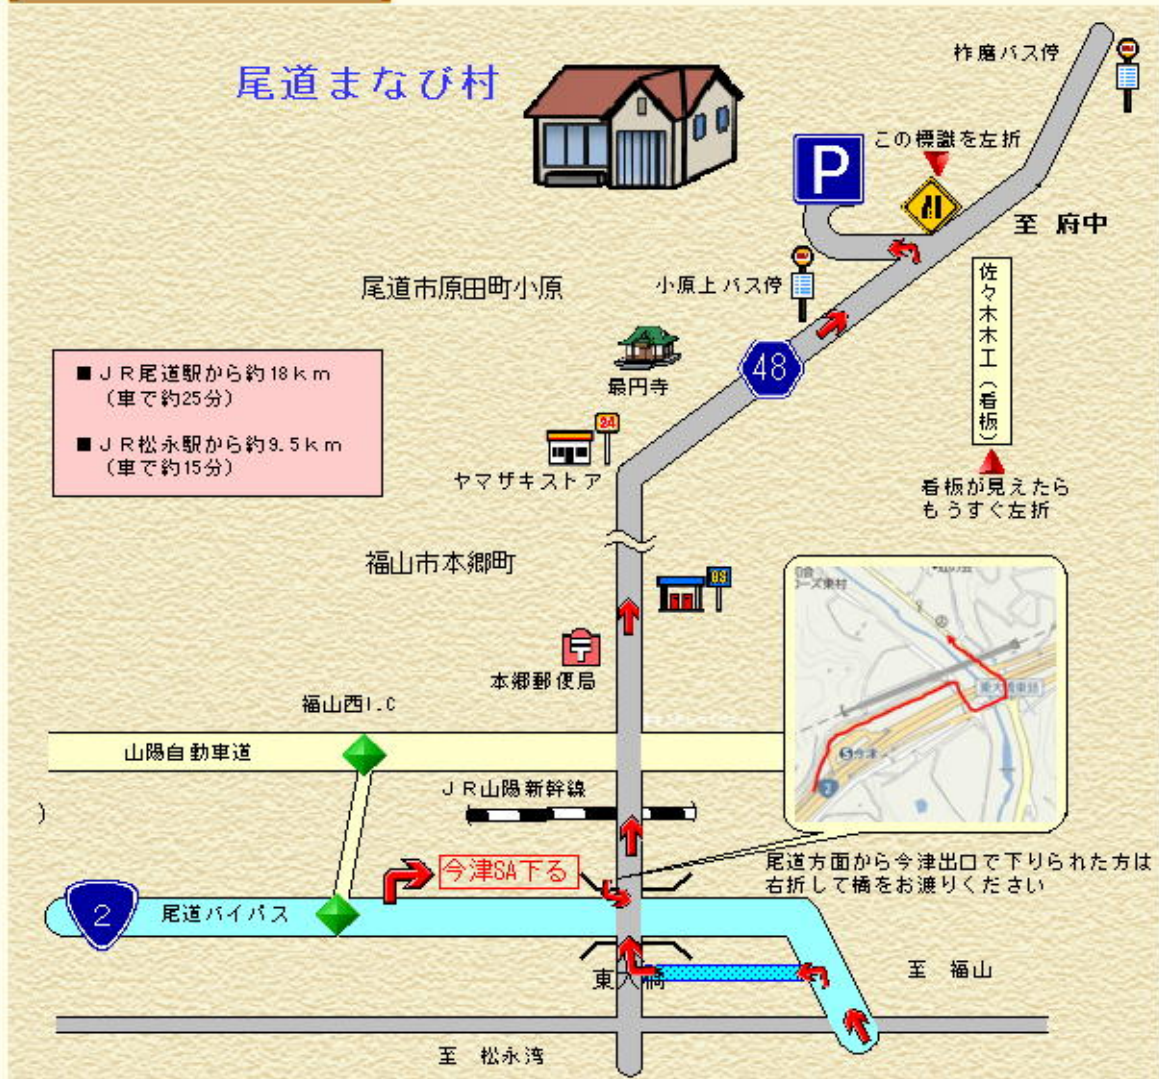 尾道まなび村
柞磨バス停
この標識を左折
P
至 府中
尾道市原田町小原
小原上バス停
佐々木木工(看板)
48
■JR尾道駅から約18km
(車で約25分)
■JR松永駅から約9.5km
(車で約15分)
最円寺
24
ヤマザキストア
看板が見えたら
もうすぐ左折
福山市本郷町
本郷郵便局
福山西I.C
山陽自動車道
JR山陽新幹線
今津
2
今津SA下る
尾道方面から今津出口で下りられた方は
右折して橋をお渡りください
2
尾道バイパス
東大橋
至 福山
至 松永湾